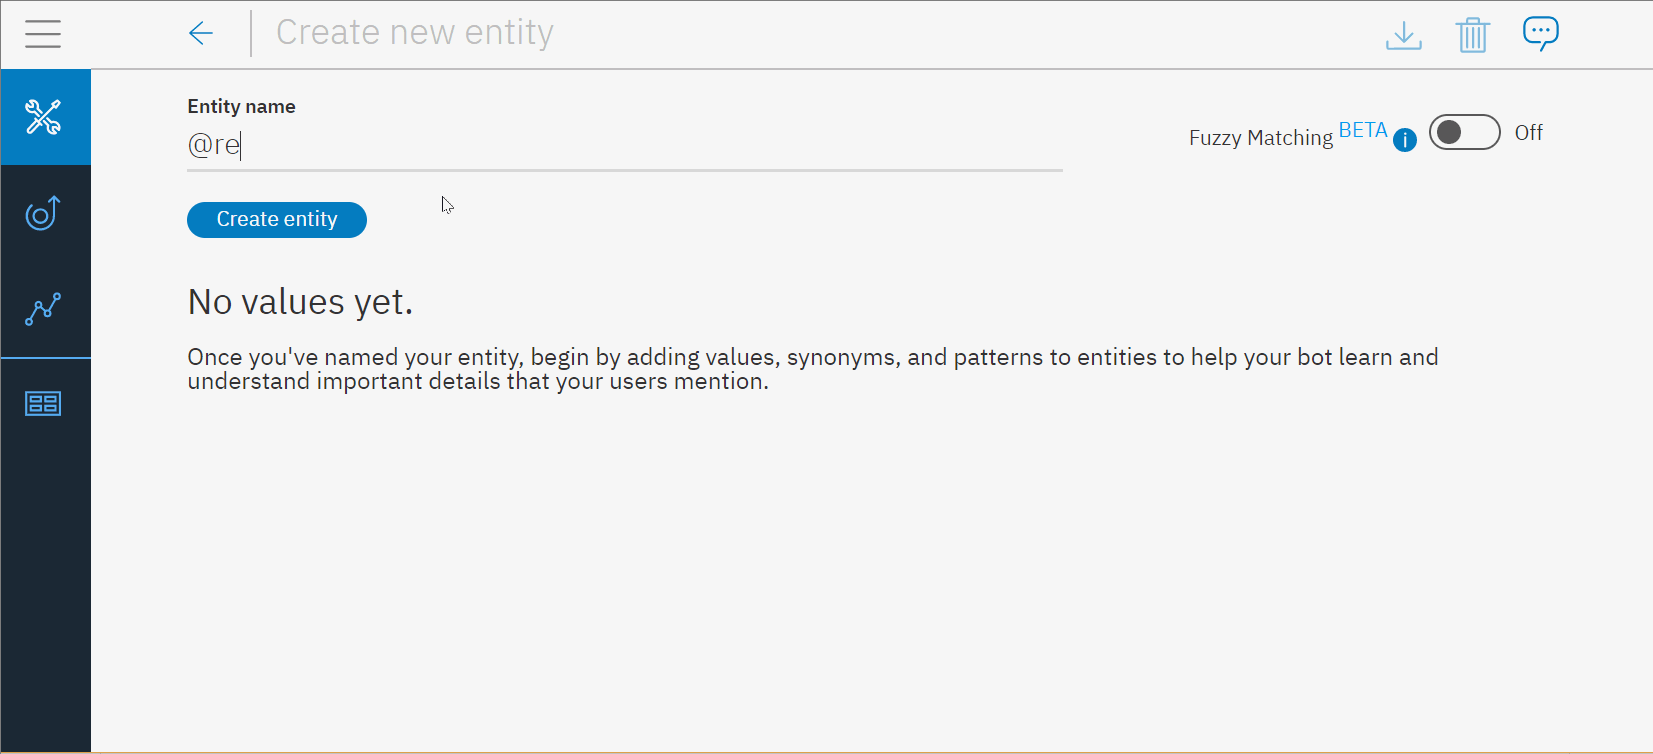 Create new entity
Entity name
@re
Fuzzy Matching BETA i Off
Create entity
No values yet.
Once you've named your entity, begin by adding values, synonyms, and patterns to entities to help your bot learn and
understand important details that your users mention.